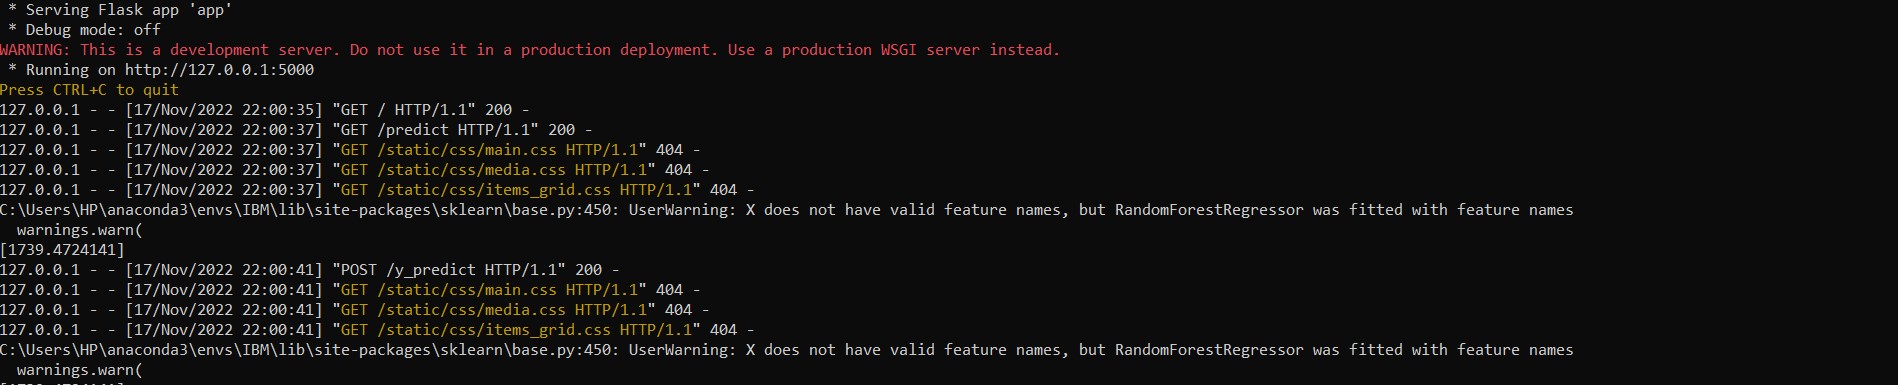 * Serving Flask app 'app'
* Debug mode: off
WARNING: This is a development server. Do not use it in a production deployment. Use a production WSGI server instead.
* Running on http://127.0.0.1:5000
Press CTRL+C to quit
127.0.0.1 - - [17/Nov/2022 22:00:35] "GET / HTTP/1.1" 200 -
127.0.0.1 - - [17/Nov/2022 22:00:37] "GET /predict HTTP/1.1" 200 -
127.0.0.1 - - [17/Nov/2022 22:00:37] "GET /static/css/main.css HTTP/1.1" 404 -
127.0.0.1 - - [17/Nov/2022 22:00:37] "GET /static/css/media.css HTTP/1.1" 404 -
127.0.0.1 - - [17/Nov/2022 22:00:37] "GET /static/css/items_grid.css HTTP/1.1" 404 -
C:\Users\HP\anaconda3\envs\IBM\lib\site-packages\sklearn\base.py:450: UserWarning: X does not have valid feature names, but RandomForestRegressor was fitted with feature names
warnings.warn(
[1739.4724141]
127.0.0.1 - - [17/Nov/2022 22:00:41] "POST /y_predict HTTP/1.1" 200 -
127.0.0.1 - - [17/Nov/2022 22:00:41] "GET /static/css/main.css HTTP/1.1" 404 -
127.0.0.1 - - [17/Nov/2022 22:00:41] "GET /static/css/media.css HTTP/1.1" 404 -
127.0.0.1 - - [17/Nov/2022 22:00:41] "GET /static/css/items_grid.css HTTP/1.1" 404 -
C:\Users\HP\anaconda3\envs\IBM\lib\site-packages\sklearn\base.py:450: UserWarning: X does not have valid feature names, but RandomForestRegressor was fitted with feature names
warnings.warn(